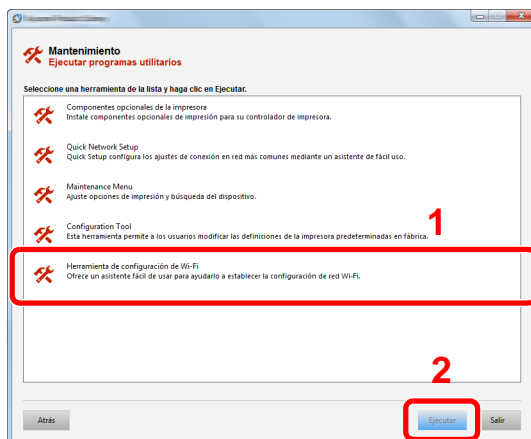 Mantenimiento
Ejecutar programas utilitarios
Seleccione una herramienta de la lista y haga clic en Ejecutar.
Componentes opcionales de la impresora
Instale componentes opcionales de impresión para su controlador de impresora.
Quick Network Setup
Quick Setup configura los ajustes de conexión en red más comunes mediante un asistente de fácil uso.
Maintenance Menu
Ajuste opciones de impresión y búsqueda del dispositivo.
1
Configuration Tool
Esta herramienta permite a los usuarios modificar las definiciones de la impresora predeterminadas en fábrica.
Herramienta de configuración de Wi-Fi
Ofrece un asistente fácil de usar para ayudarlo a establecer la configuración de red Wi-Fi.
2
Atrás
Ejecutar
Salir